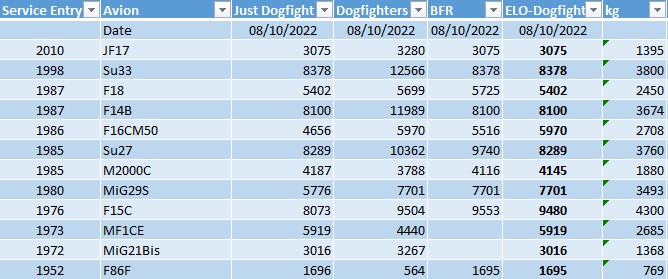 Service Entry Avion Just Dogfight Dogfighters BFR ELO-Dogfight kg
Date 08/10/2022 08/10/2022 08/10/2022 08/10/2022
2010 JF17 3075 3280 3075 3075 1395
1998 Su33 8378 12566 8378 8378 3800
1987 F18 5402 5699 5725 5402 2450
1987 F14B 8100 11989 8100 8100 3674
1986 F16CM50 4656 5970 5516 5970 2708
1985 Su27 8289 10362 9740 8289 3760
1985 M2000C 4187 3788 4116 4145 1880
1980 MiG29S 5776 7701 7701 7701 3493
1976 F15C 8073 9504 9553 9480 4300
1973 MF1CE 5919 4440 5919 2685
1972 MiG21Bis 3016 3267 3016 1368
1952 F86F 1696 564 1695 1695 769